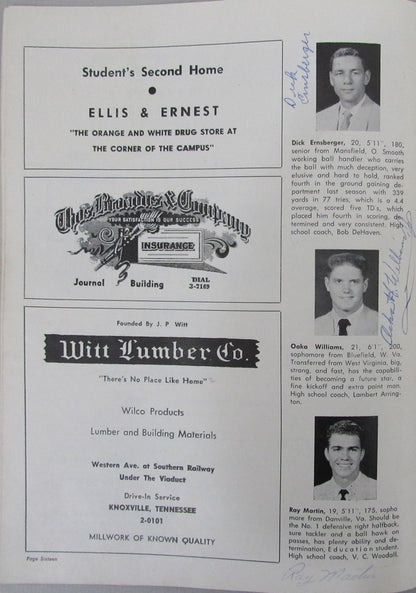 Student's Second Home
ELLIS & ERNEST
"THE ORANGE AND WHITE DRUG STORE AT
THE CORNER OF THE CAMPUS"
Thos. Broadus & Company
YOUR SATISFACTION IS OUR SUCCESS
INSURANCE
Journal 3 Building
DIAL
3-2169
Founded By J. P Witt
Witt Lumber Co.
"There's No Place Like Home"
Wilco Products
Lumber and Building Materials
Western Ave. at Southern Railway
Under The Viaduct
Drive-In Service
KNOXVILLE, TENNESSEE
2-0101
MILLWORK OF KNOWN QUALITY
Page Sixteen
Dick
Ernsberger
Dick Ernsberger, 20, 5'11", 180,
senior from Mansfield, O. Smooth
working ball handler who carries
the ball with much deception, very
elusive and hard to hold, ranked
fourth in the ground gaining de-
partment last season with 339
yards in 77 tries, which is a 4.4
average, scored five TD's, which
placed him fourth in scoring, de-
termined and very consistent. High
school coach, Bob DeHaven.
Ooka Williams, 21, 6'1", 200,
sophomore from Bluefield, W. Va.
Transferred from West Virginia, big,
strong, and fast, has the capabili-
ties of becoming a future star, a
fine kickoff and extra point man.
High school coach, Lambert Arring-
ton.
Ray Martin, 19, 5'11", 175, sopho
more from Danville, Va. Should be
the No. 1 defensive right halfback,
sure tackler and a ball hawk on
passes, has plenty ability and de-
termination, Education student.
High school coach, V. C. Woodall.
Ray Martin